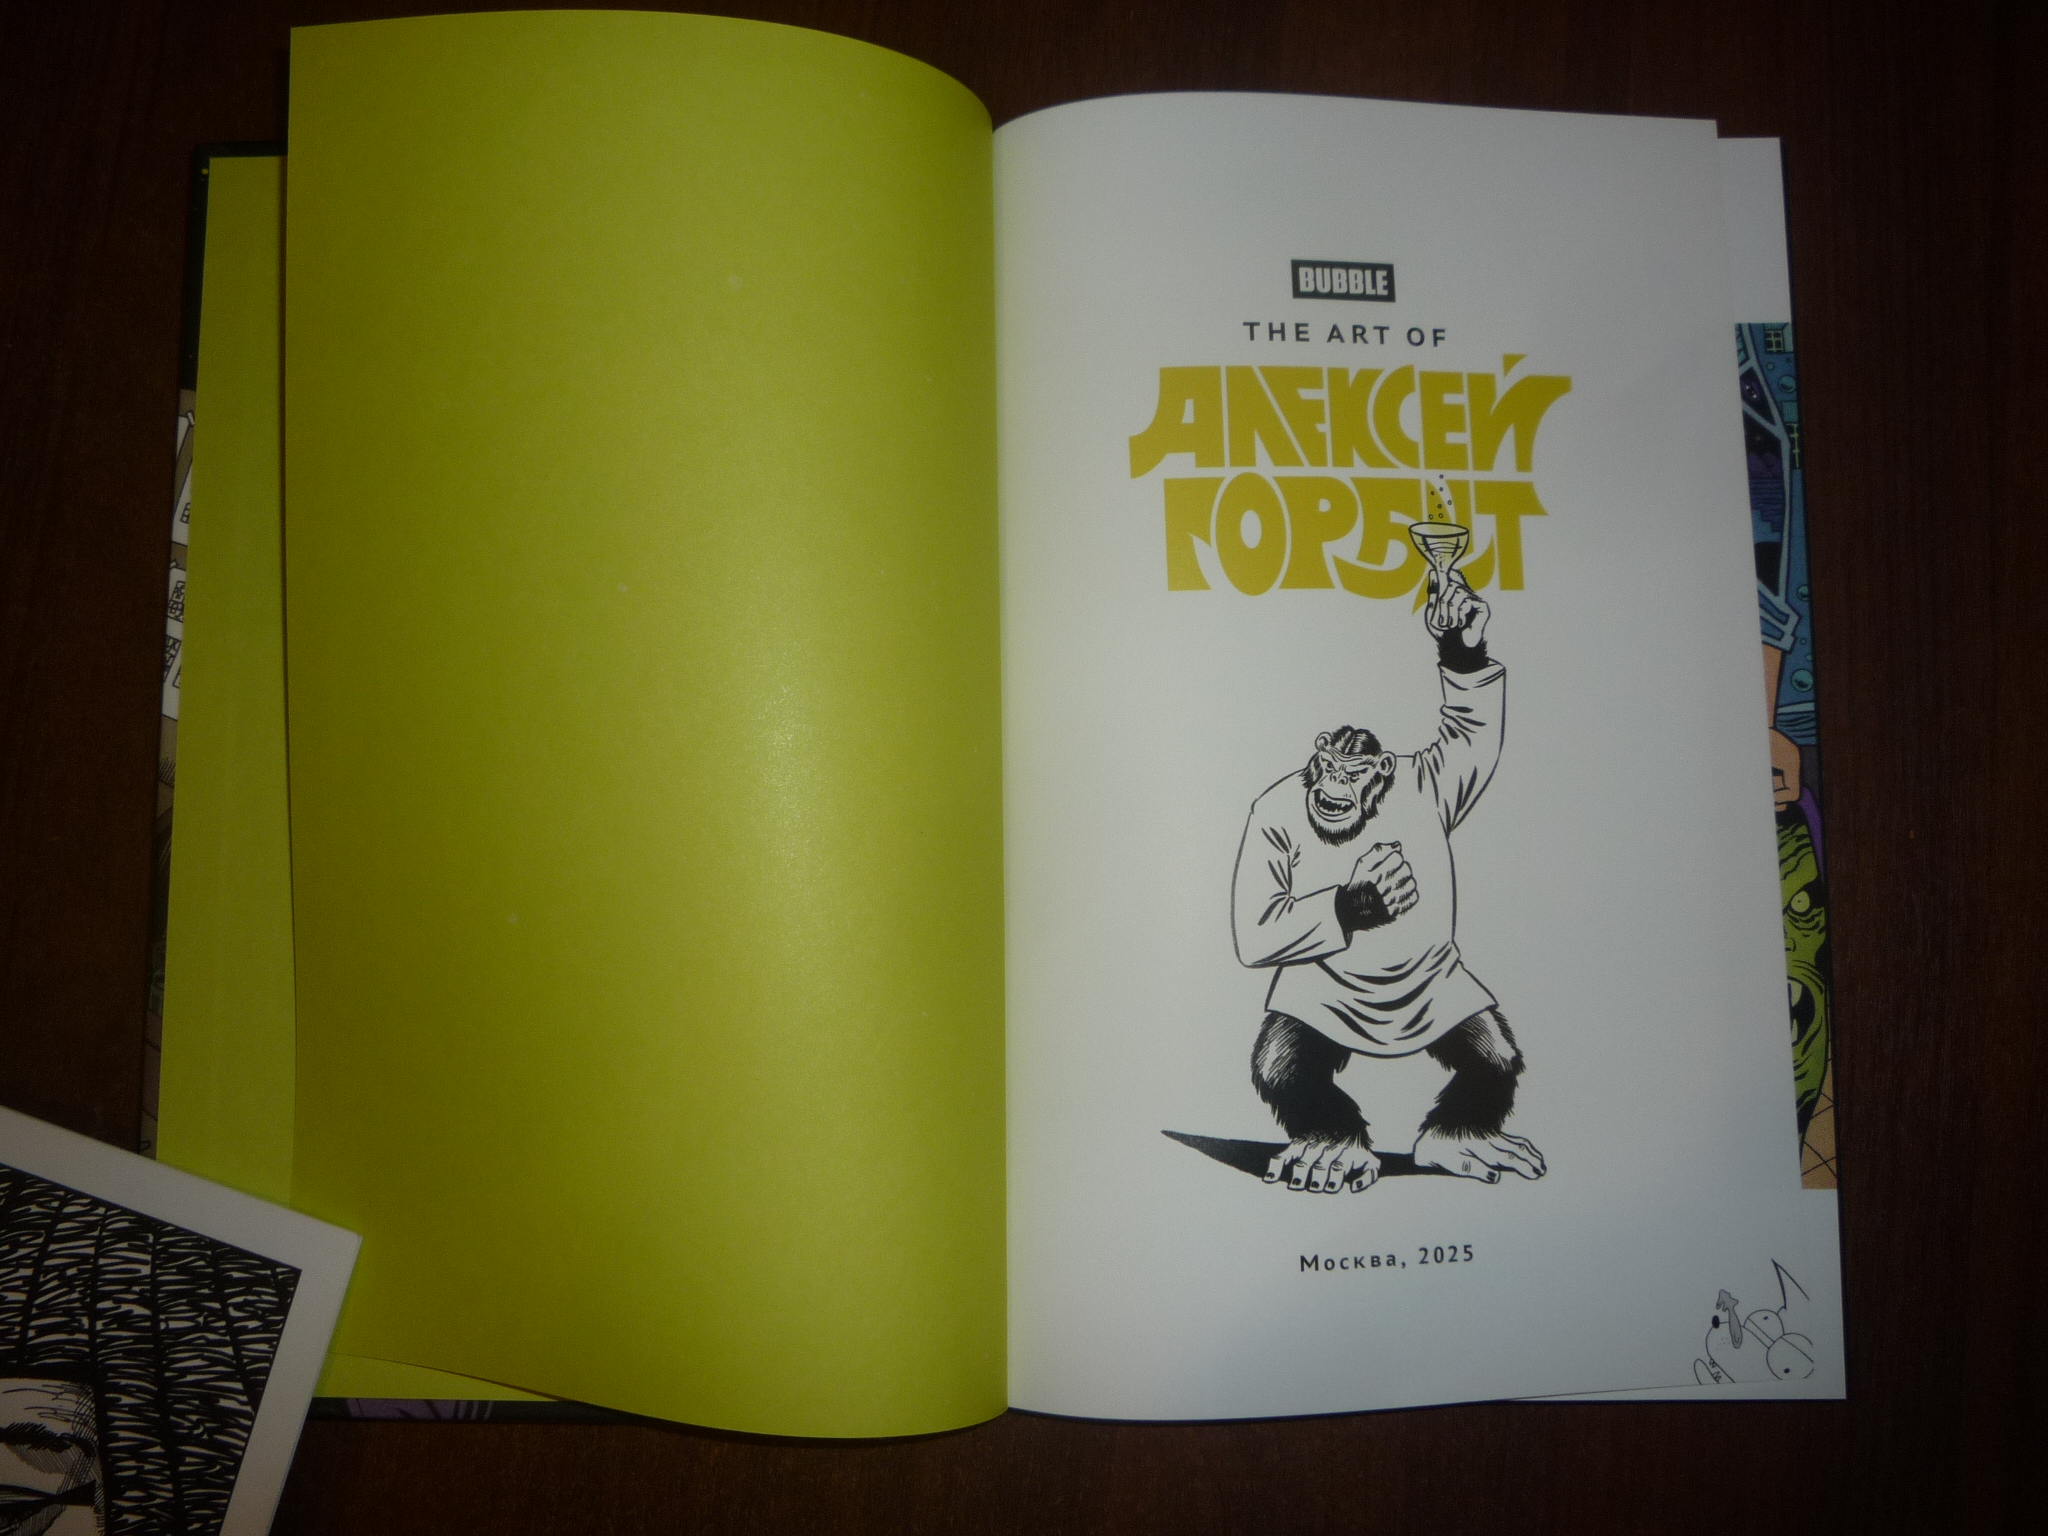 BUBBLE
THE ART OF
АЛЕКСЕЙ
ГОРБУТ
Москва, 2025